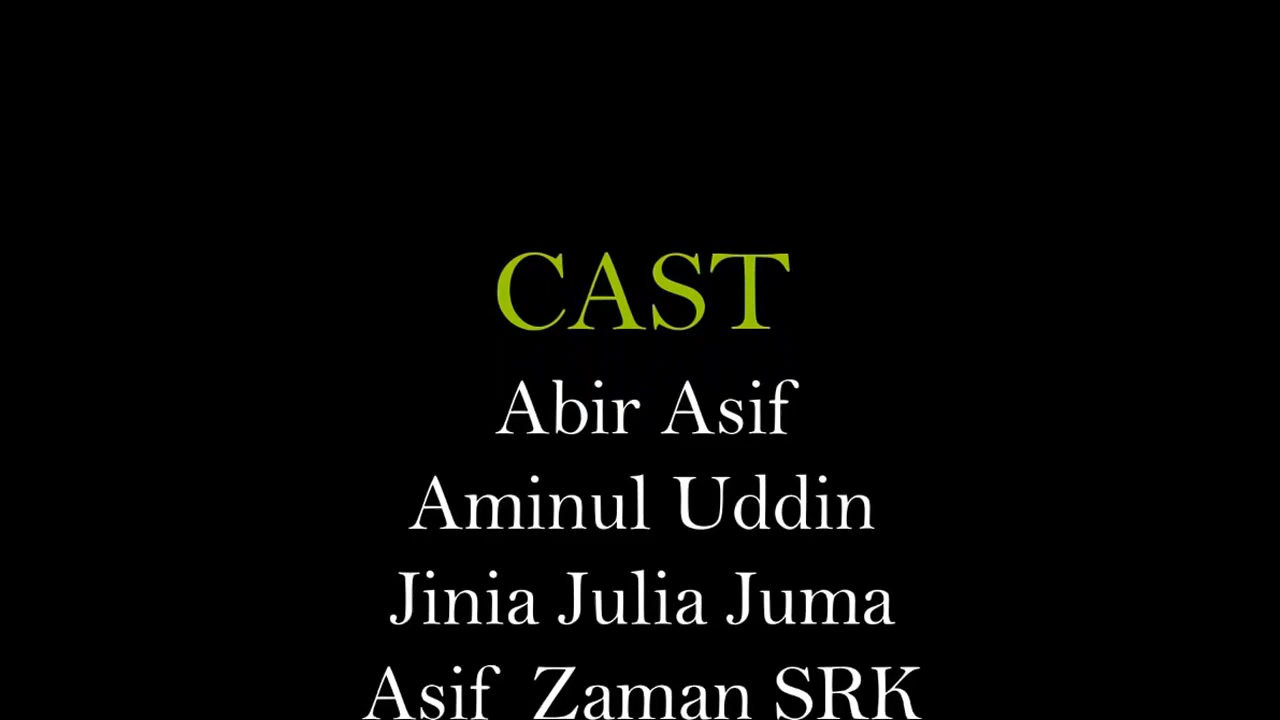 CAST
Abir Asif
Aminul Uddin
Jinia Julia Juma
Asif Zaman SRK